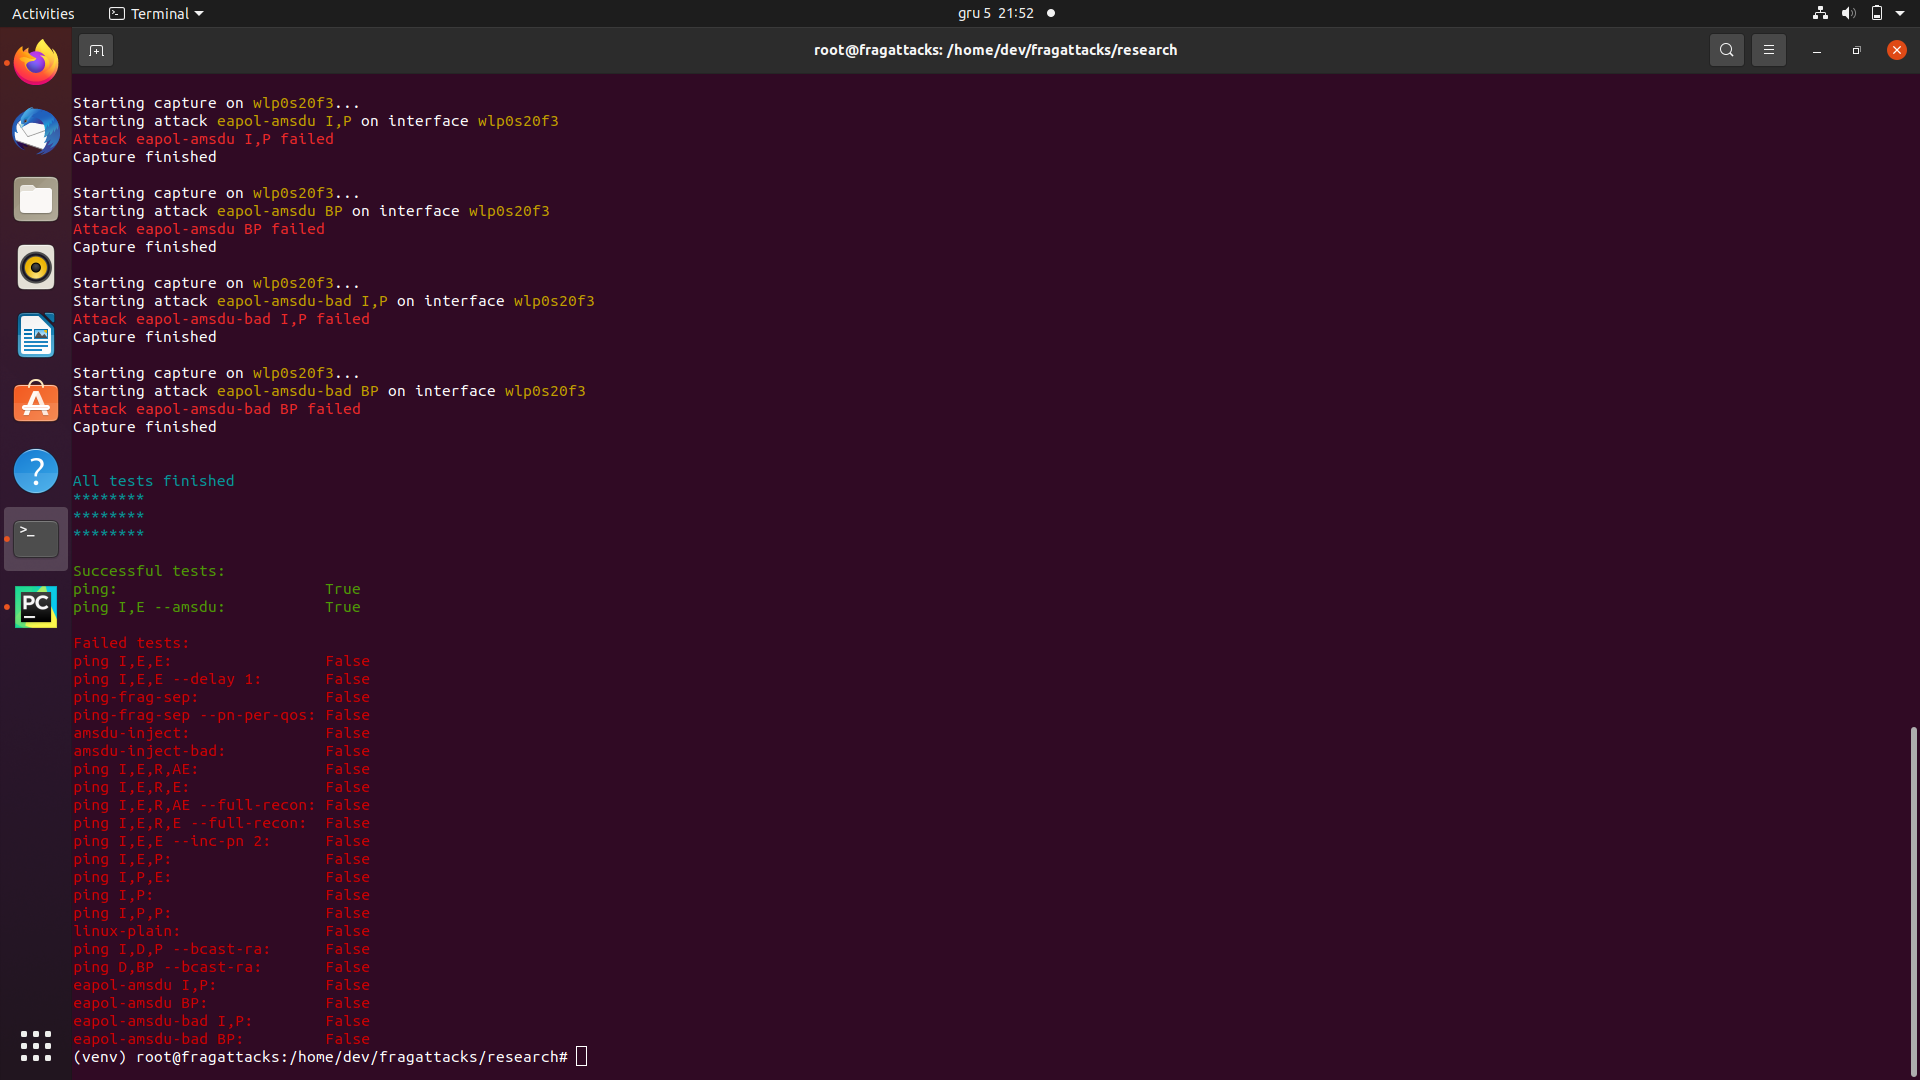 Activities
Terminal
gru 5 21:52
root@fragattacks: /home/dev/fragattacks/research
Starting capture on wlp0s20f3...
Starting attack eapol-amsdu I,P on interface wlp0s20f3
Attack eapol-amsdu I,P failed
Capture finished
Starting capture on wlp0s20f3...
Starting attack eapol-amsdu BP on interface wlp0s20f3
Attack eapol-amsdu BP failed
Capture finished
Starting capture on wlp0s20f3...
Starting attack eapol-amsdu-bad I,P on interface wlp0s20f3
Attack eapol-amsdu-bad I,P failed
Capture finished
Starting capture on wlp0s20f3...
Starting attack eapol-amsdu-bad BP on interface wlp0s20f3
Attack eapol-amsdu-bad BP failed
Capture finished
All tests finished
********
********
********
Successful tests:
ping: True
ping I,E --amsdu: True
Failed tests:
ping I,E,E: False
ping I,E,E --delay 1: False
ping-frag-sep: False
ping-frag-sep --pn-per-qos: False
amsdu-inject: False
amsdu-inject-bad: False
ping I,E,R,AE: False
ping I,E,R,E: False
ping I,E,R,AE --full-recon: False
ping I,E,R,E --full-recon: False
ping I,E,E --inc-pn 2: False
ping I,E,P: False
ping I,P,E: False
ping I,P: False
ping I,P,P: False
linux-plain: False
ping I,D,P --bcast-ra: False
ping D,BP --bcast-ra: False
eapol-amsdu I,P: False
eapol-amsdu BP: False
eapol-amsdu-bad I,P: False
eapol-amsdu-bad BP: False
(venv) root@fragattacks:/home/dev/fragattacks/research#
>_
PC